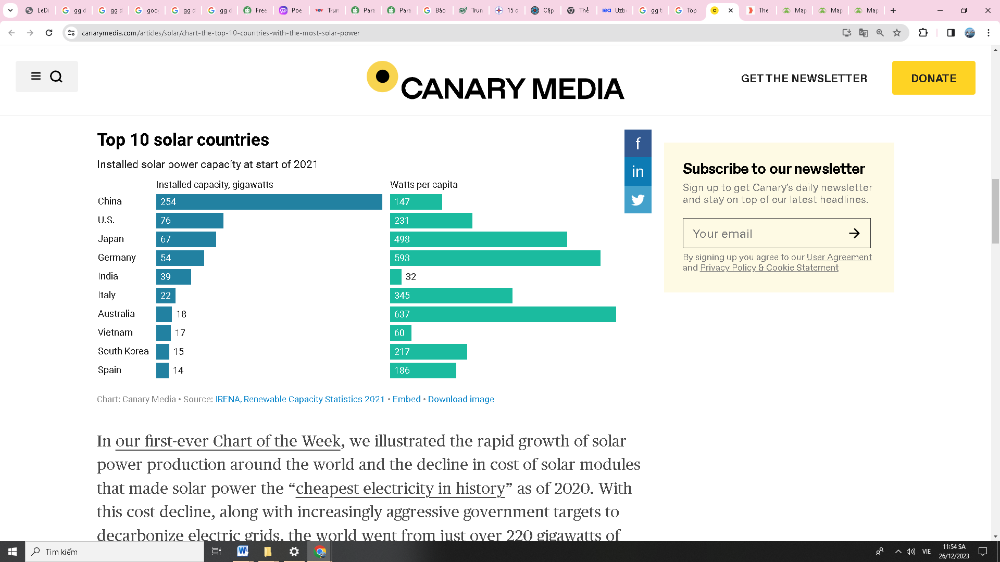 LeDi
gg d
gg d
goo
gg d
gg d
Free
Poe
VOV Trun
Para
Para
Báo
SK Trun
15 q
Cập
Thẻ
iea Uzb
gg t
Top
The
Map
Map
Map
canarymedia.com/articles/solar/chart-the-top-10-countries-with-the-most-solar-power
CANARY MEDIA
GET THE NEWSLETTER
DONATE
Top 10 solar countries
Installed solar power capacity at start of 2021
Installed capacity, gigawatts Watts per capita
China 254 147
U.S. 76 231
Japan 67 498
Germany 54 593
India 39 32
Italy 22 345
Australia 18 637
Vietnam 17 60
South Korea 15 217
Spain 14 186
Chart: Canary Media • Source: IRENA, Renewable Capacity Statistics 2021 • Embed • Download image
f
in
Subscribe to our newsletter
Sign up to get Canary's daily newsletter
and stay on top of our latest headlines.
Your email
By signing up you agree to our User Agreement
and Privacy Policy & Cookie Statement
In our first-ever Chart of the Week, we illustrated the rapid growth of solar
power production around the world and the decline in cost of solar modules
that made solar power the “cheapest electricity in history” as of 2020. With
this cost decline, along with increasingly aggressive government targets to
decarbonize electric grids, the world went from just over 220 gigawatts of
Tìm kiếm
VIE
11:54 SA
26/12/2023